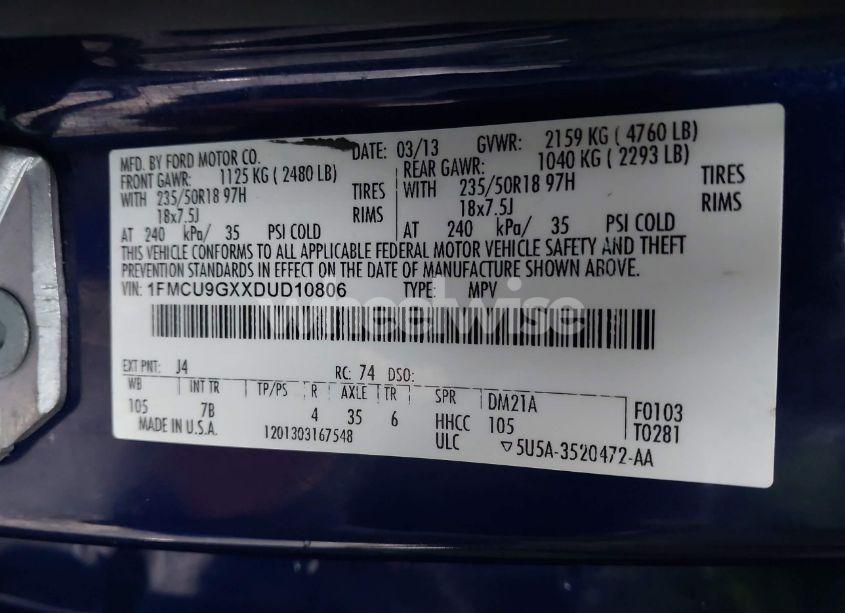 MFD. BY FORD MOTOR CO. DATE: 03/13 GVWR: 2159 KG ( 4760 LB)
FRONT GAWR: 1125 KG ( 2480 LB) REAR GAWR: 1040 KG ( 2293 LB)
WITH 235/50R18 97H TIRES WITH 235/50R18 97H TIRES
18x7.5J RIMS 18x7.5J RIMS
AT 240 kPa/ 35 PSI COLD AT 240 kPa/ 35 PSI COLD
THIS VEHICLE CONFORMS TO ALL APPLICABLE FEDERAL MOTOR VEHICLE SAFETY AND THEFT
PREVENTION STANDARDS IN EFFECT ON THE DATE OF MANUFACTURE SHOWN ABOVE.
VIN: 1FMCU9GXXDUD10806 TYPE: MPV
wheelwise
EXT PNT: J4 RC: 74 DSO:
WB INT TR TP/PS R AXLE TR SPR DM21A F0103
105 7B 4 35 6 HHCC 105 T0281
MADE IN U.S.A. 1201303167548 ULC ▽5U5A-3520472-AA